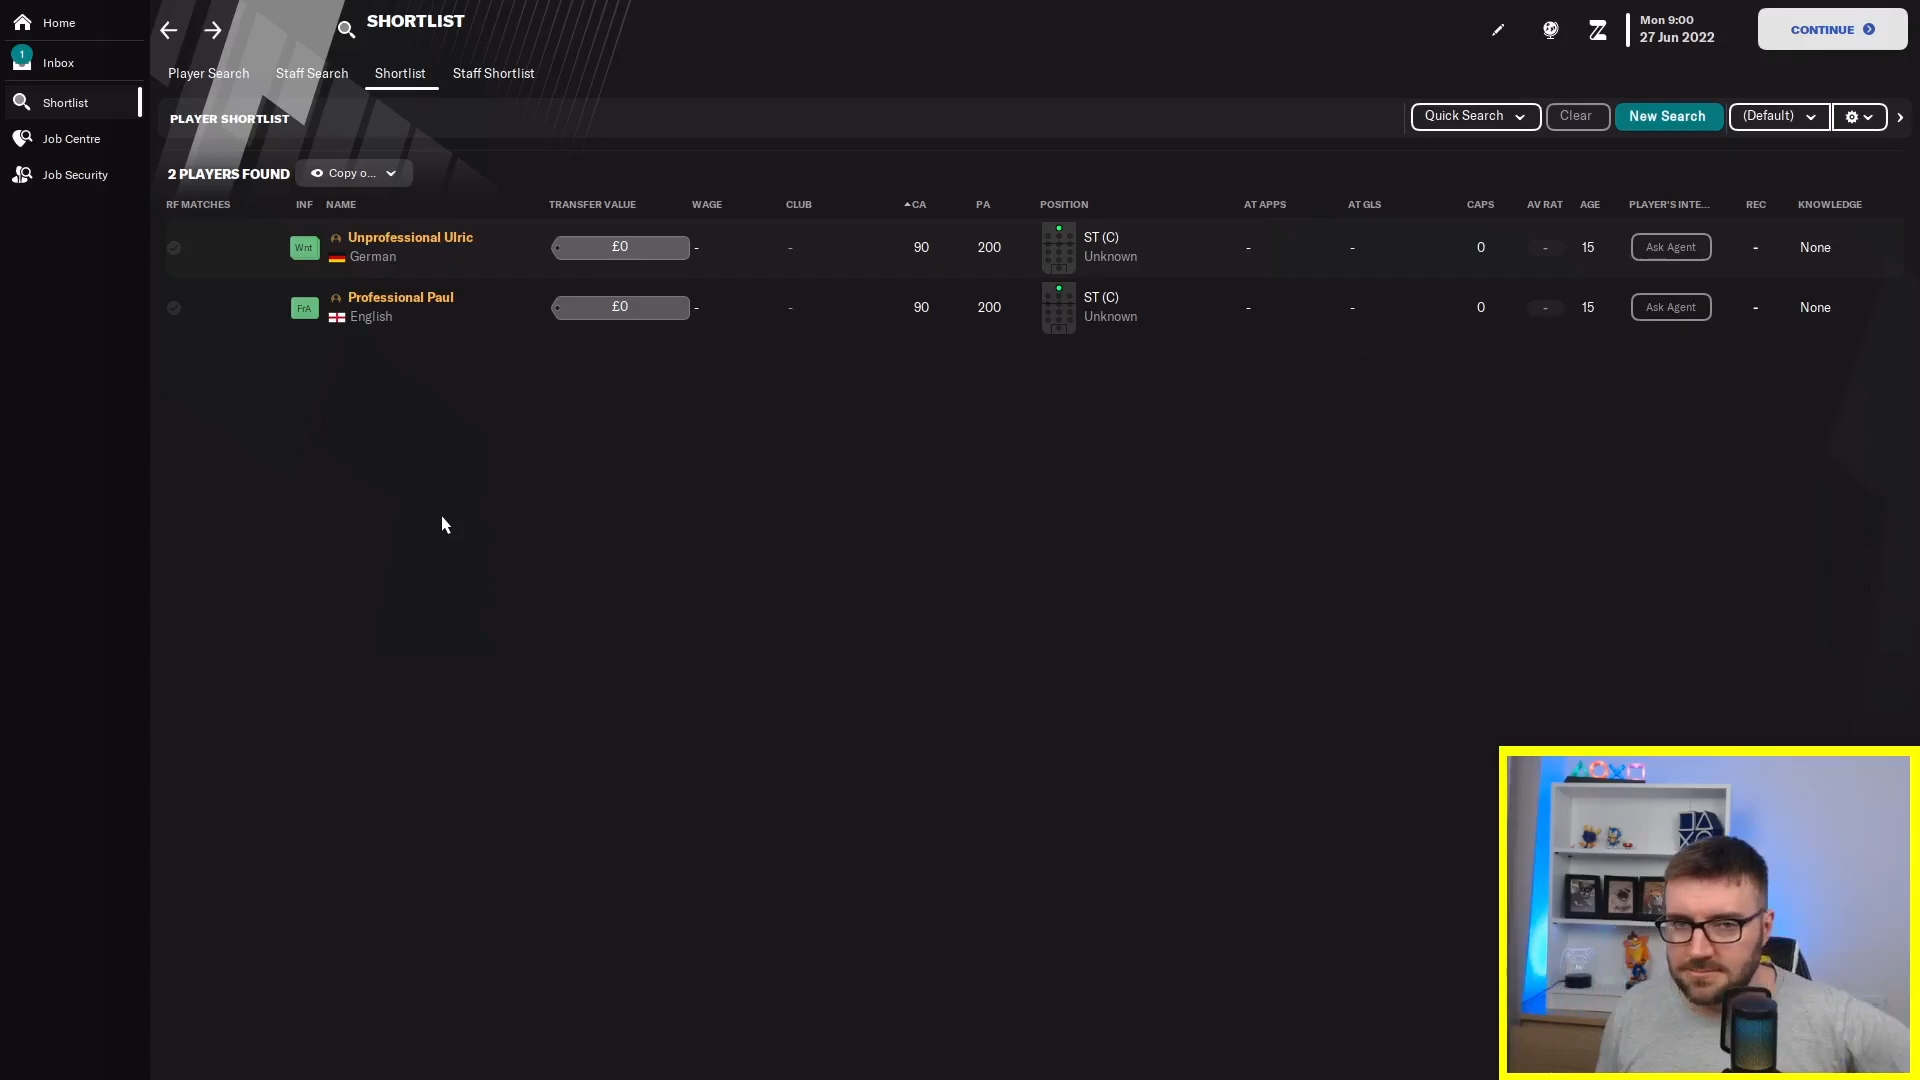 Home
1
Inbox
Shortlist
Job Centre
Job Security
SHORTLIST
Mon 9:00
27 Jun 2022
CONTINUE
Player Search
Staff Search
Shortlist
Staff Shortlist
PLAYER SHORTLIST
Quick Search
Clear
New Search
(Default)
2 PLAYERS FOUND
Copy o...
RF MATCHES INF NAME TRANSFER VALUE WAGE CLUB CA PA POSITION AT APPS AT GLS CAPS AV RAT AGE PLAYER'S INTE... REC KNOWLEDGE
Wnt Unprofessional Ulric £0 - - 90 200 ST (C) - - 0 - 15 Ask Agent - None
German Unknown
FrA Professional Paul £0 - - 90 200 ST (C) - - 0 - 15 Ask Agent - None
English Unknown